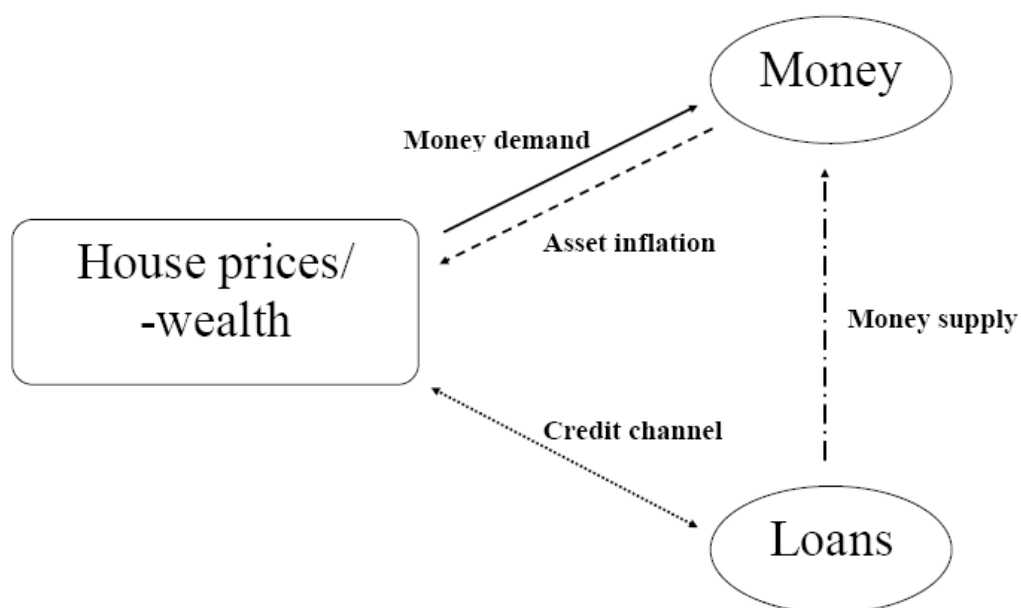 Money
Money demand
Asset inflation
House prices/
-wealth
Money supply
Credit channel
Loans